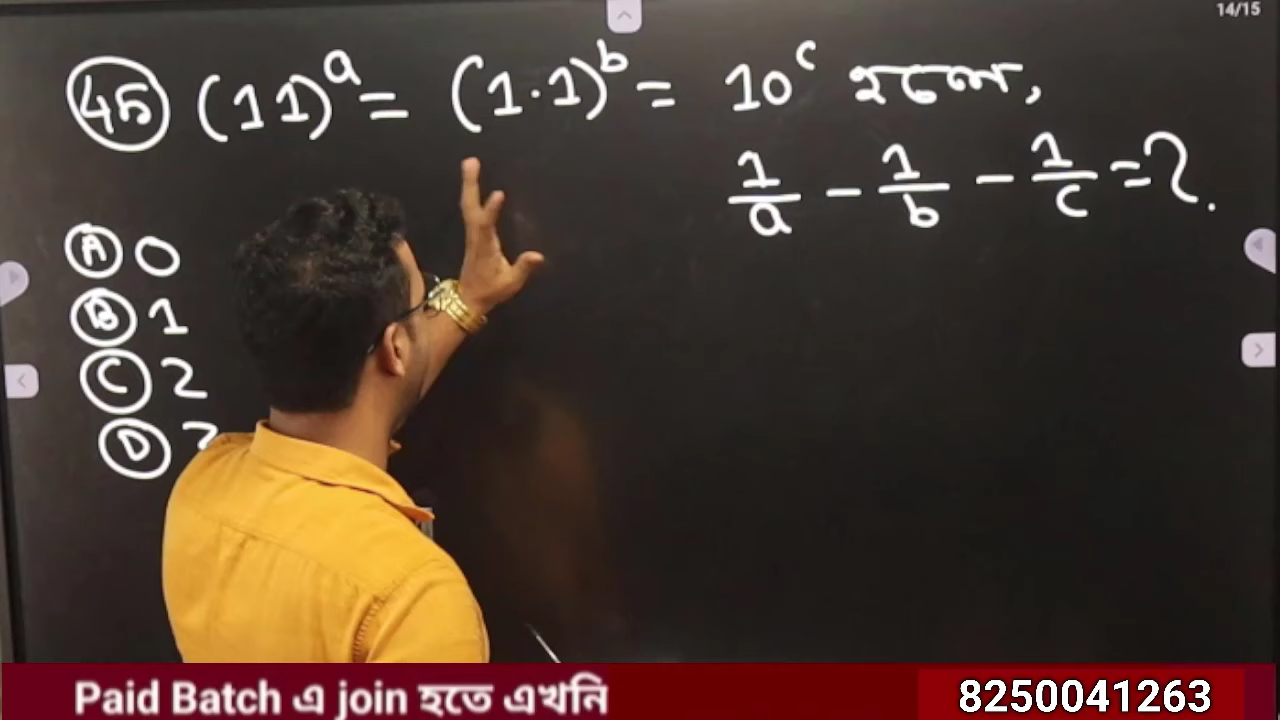 14/15
45 (11)^a = (1.1)^b = 10^c হলে,
1/a - 1/b - 1/c = ?.
A 0
B 1
C 2
D
Paid Batch এ join হতে এখনি
8250041263